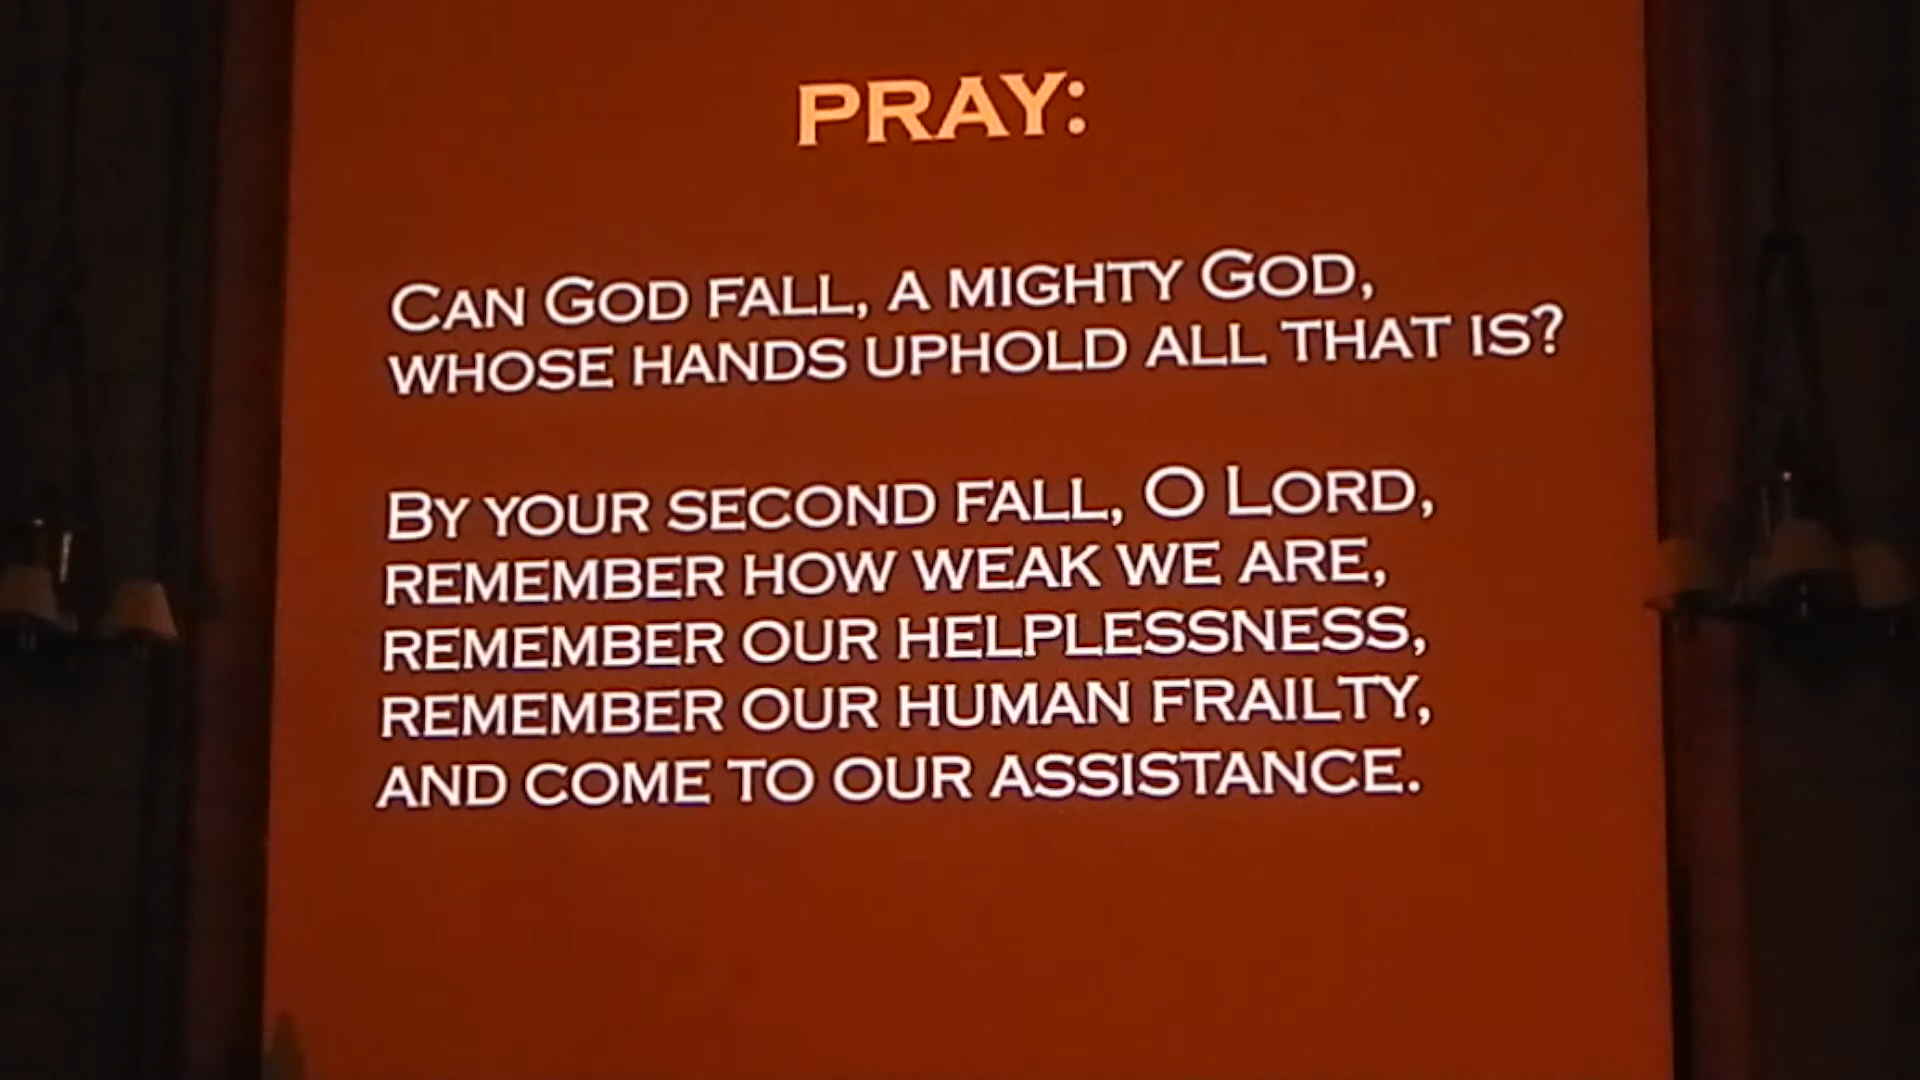 PRAY:
CAN GOD FALL, A MIGHTY GOD,
WHOSE HANDS UPHOLD ALL THAT IS?
BY YOUR SECOND FALL, O LORD,
REMEMBER HOW WEAK WE ARE,
REMEMBER OUR HELPLESSNESS,
REMEMBER OUR HUMAN FRAILTY,
AND COME TO OUR ASSISTANCE.